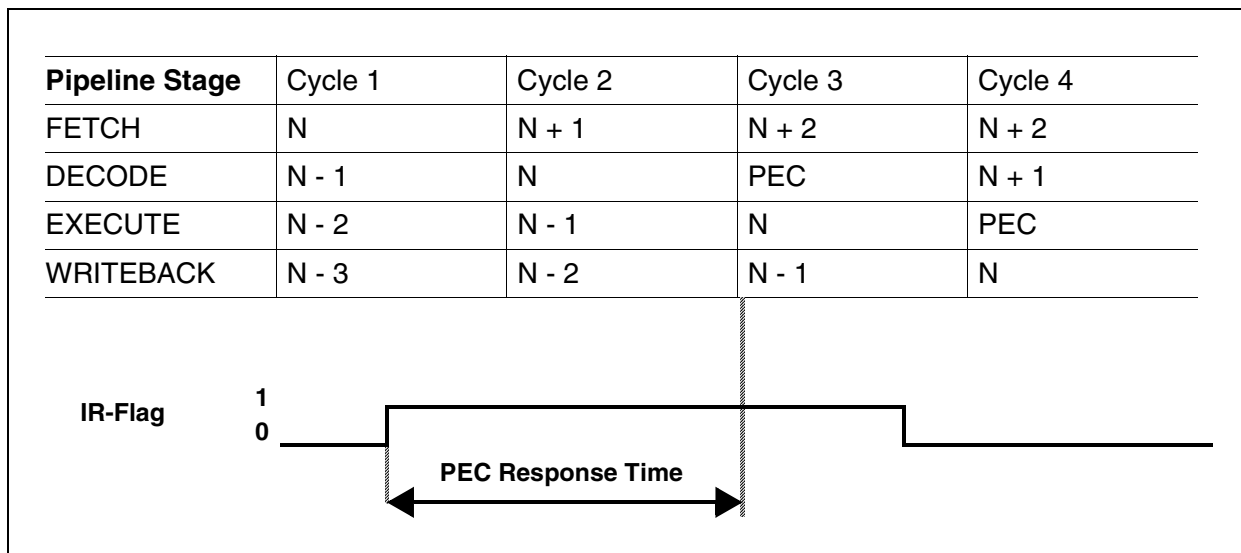 Pipeline Stage Cycle 1 Cycle 2 Cycle 3 Cycle 4
FETCH N N + 1 N + 2 N + 2
DECODE N - 1 N PEC N + 1
EXECUTE N - 2 N - 1 N PEC
WRITEBACK N - 3 N - 2 N - 1 N
IR-Flag 1
0
PEC Response Time